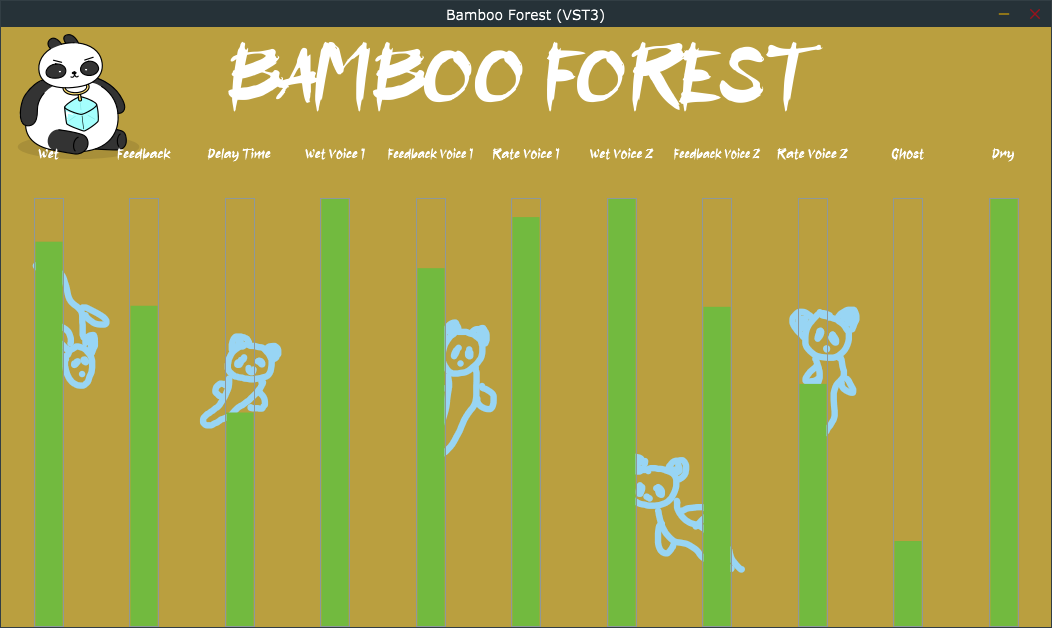 Bamboo Forest (VST3)
BAMBOO FOREST
Wet Feedback Delay Time Wet Voice 1 Feedback Voice 1 Rate Voice 1 Wet Voice 2 Feedback Voice 2 Rate Voice 2 Ghost Dry